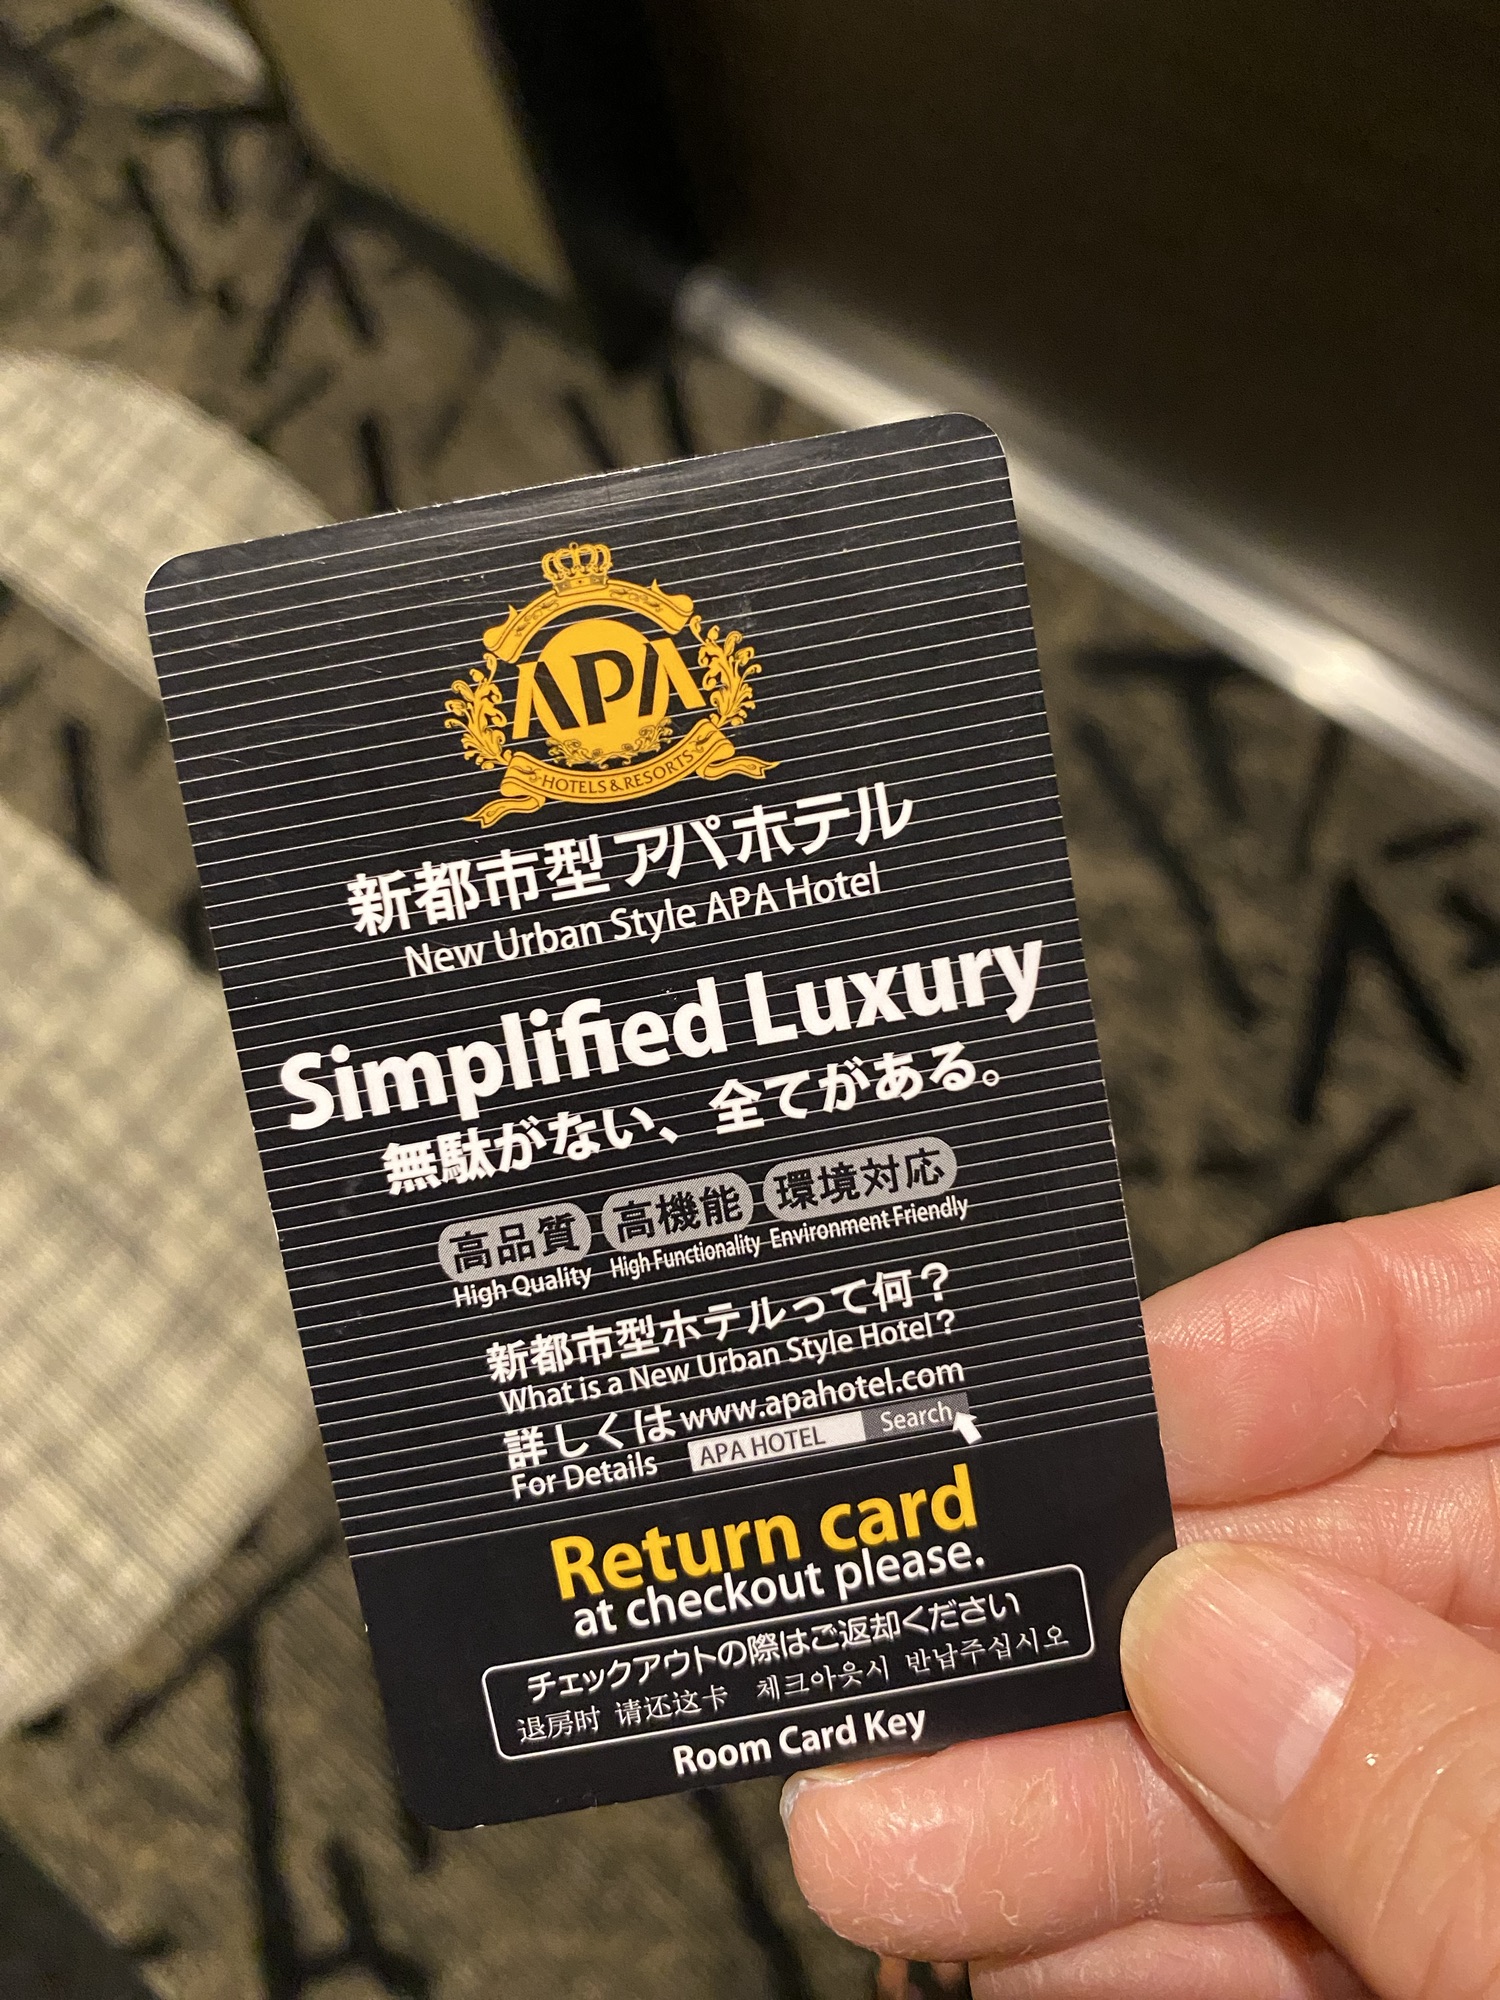 APA
HOTELS & RESORTS
新都市型 アパホテル
New Urban Style APA Hotel
Simplified Luxury
無駄がない、全てがある。
高品質 高機能 環境対応
High Quality High Functionality Environment Friendly
新都市型ホテルって何？
What is a New Urban Style Hotel?
詳しくは www.apahotel.com
For Details APA HOTEL Search
Return card
at checkout please.
チェックアウトの際はご返却ください
退房时 请还这卡 체크아웃시 반납주십시오
Room Card Key